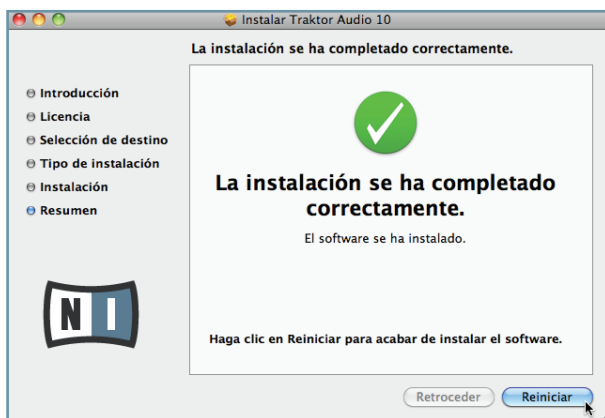 Instalar Traktor Audio 10
La instalación se ha completado correctamente.
Introducción
Licencia
Selección de destino
Tipo de instalación
Instalación
Resumen
La instalación se ha completado
correctamente.
El software se ha instalado.
NI
Haga clic en Reiniciar para acabar de instalar el software.
Retroceder
Reiniciar